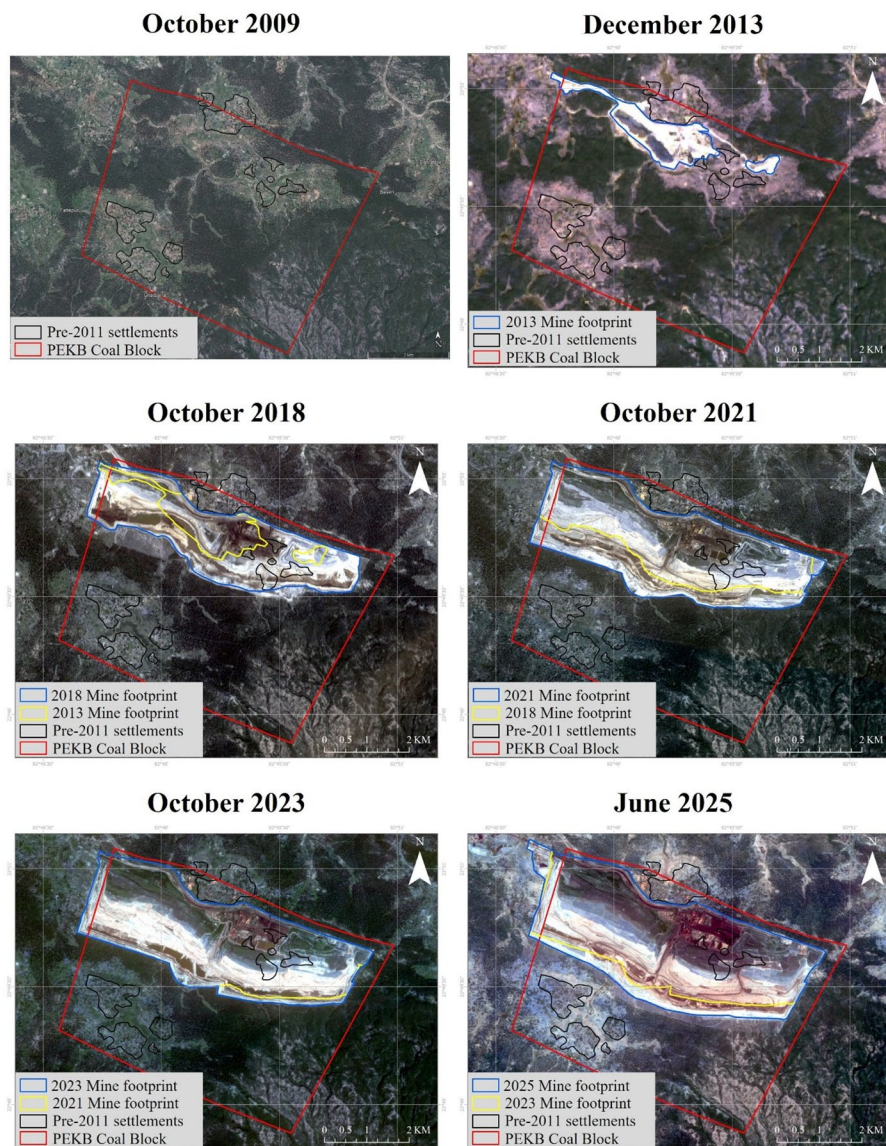 October 2009
December 2013
N
Pre-2011 settlements
PEKB Coal Block
N
2013 Mine footprint
Pre-2011 settlements
PEKB Coal Block
0 0.5 1 2 KM
October 2018
October 2021
N
2018 Mine footprint
2013 Mine footprint
Pre-2011 settlements
PEKB Coal Block
0 0.5 1 2 KM
N
2021 Mine footprint
2018 Mine footprint
Pre-2011 settlements
PEKB Coal Block
0 0.5 1 2 KM
October 2023
June 2025
N
2023 Mine footprint
2021 Mine footprint
Pre-2011 settlements
PEKB Coal Block
0 0.5 1 2 KM
N
2025 Mine footprint
2023 Mine footprint
Pre-2011 settlements
PEKB Coal Block
0 0.5 1 2 KM